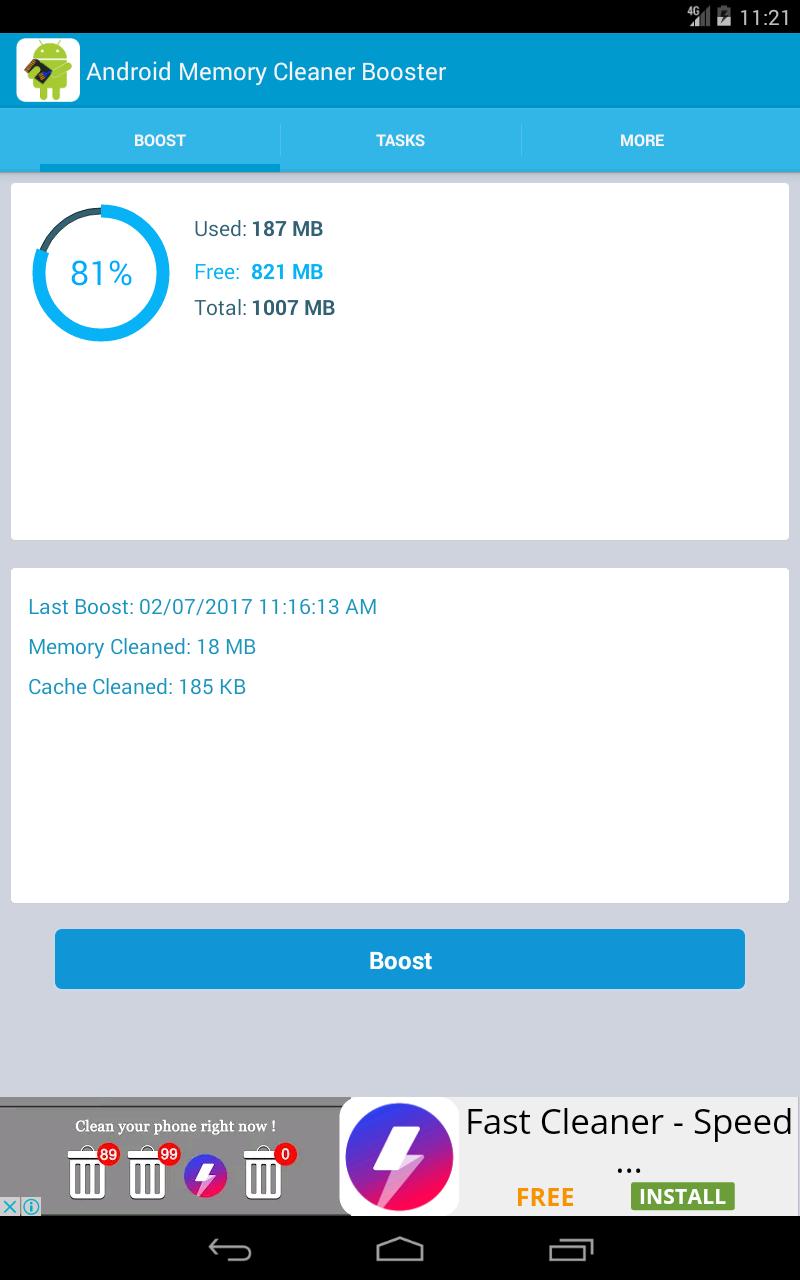 4G 11:21
Android Memory Cleaner Booster
BOOST TASKS MORE
81%
Used: 187 MB
Free: 821 MB
Total: 1007 MB
Last Boost: 02/07/2017 11:16:13 AM
Memory Cleaned: 18 MB
Cache Cleaned: 185 KB
Boost
Clean your phone right now !
89 99 0
Fast Cleaner - Speed
...
FREE INSTALL